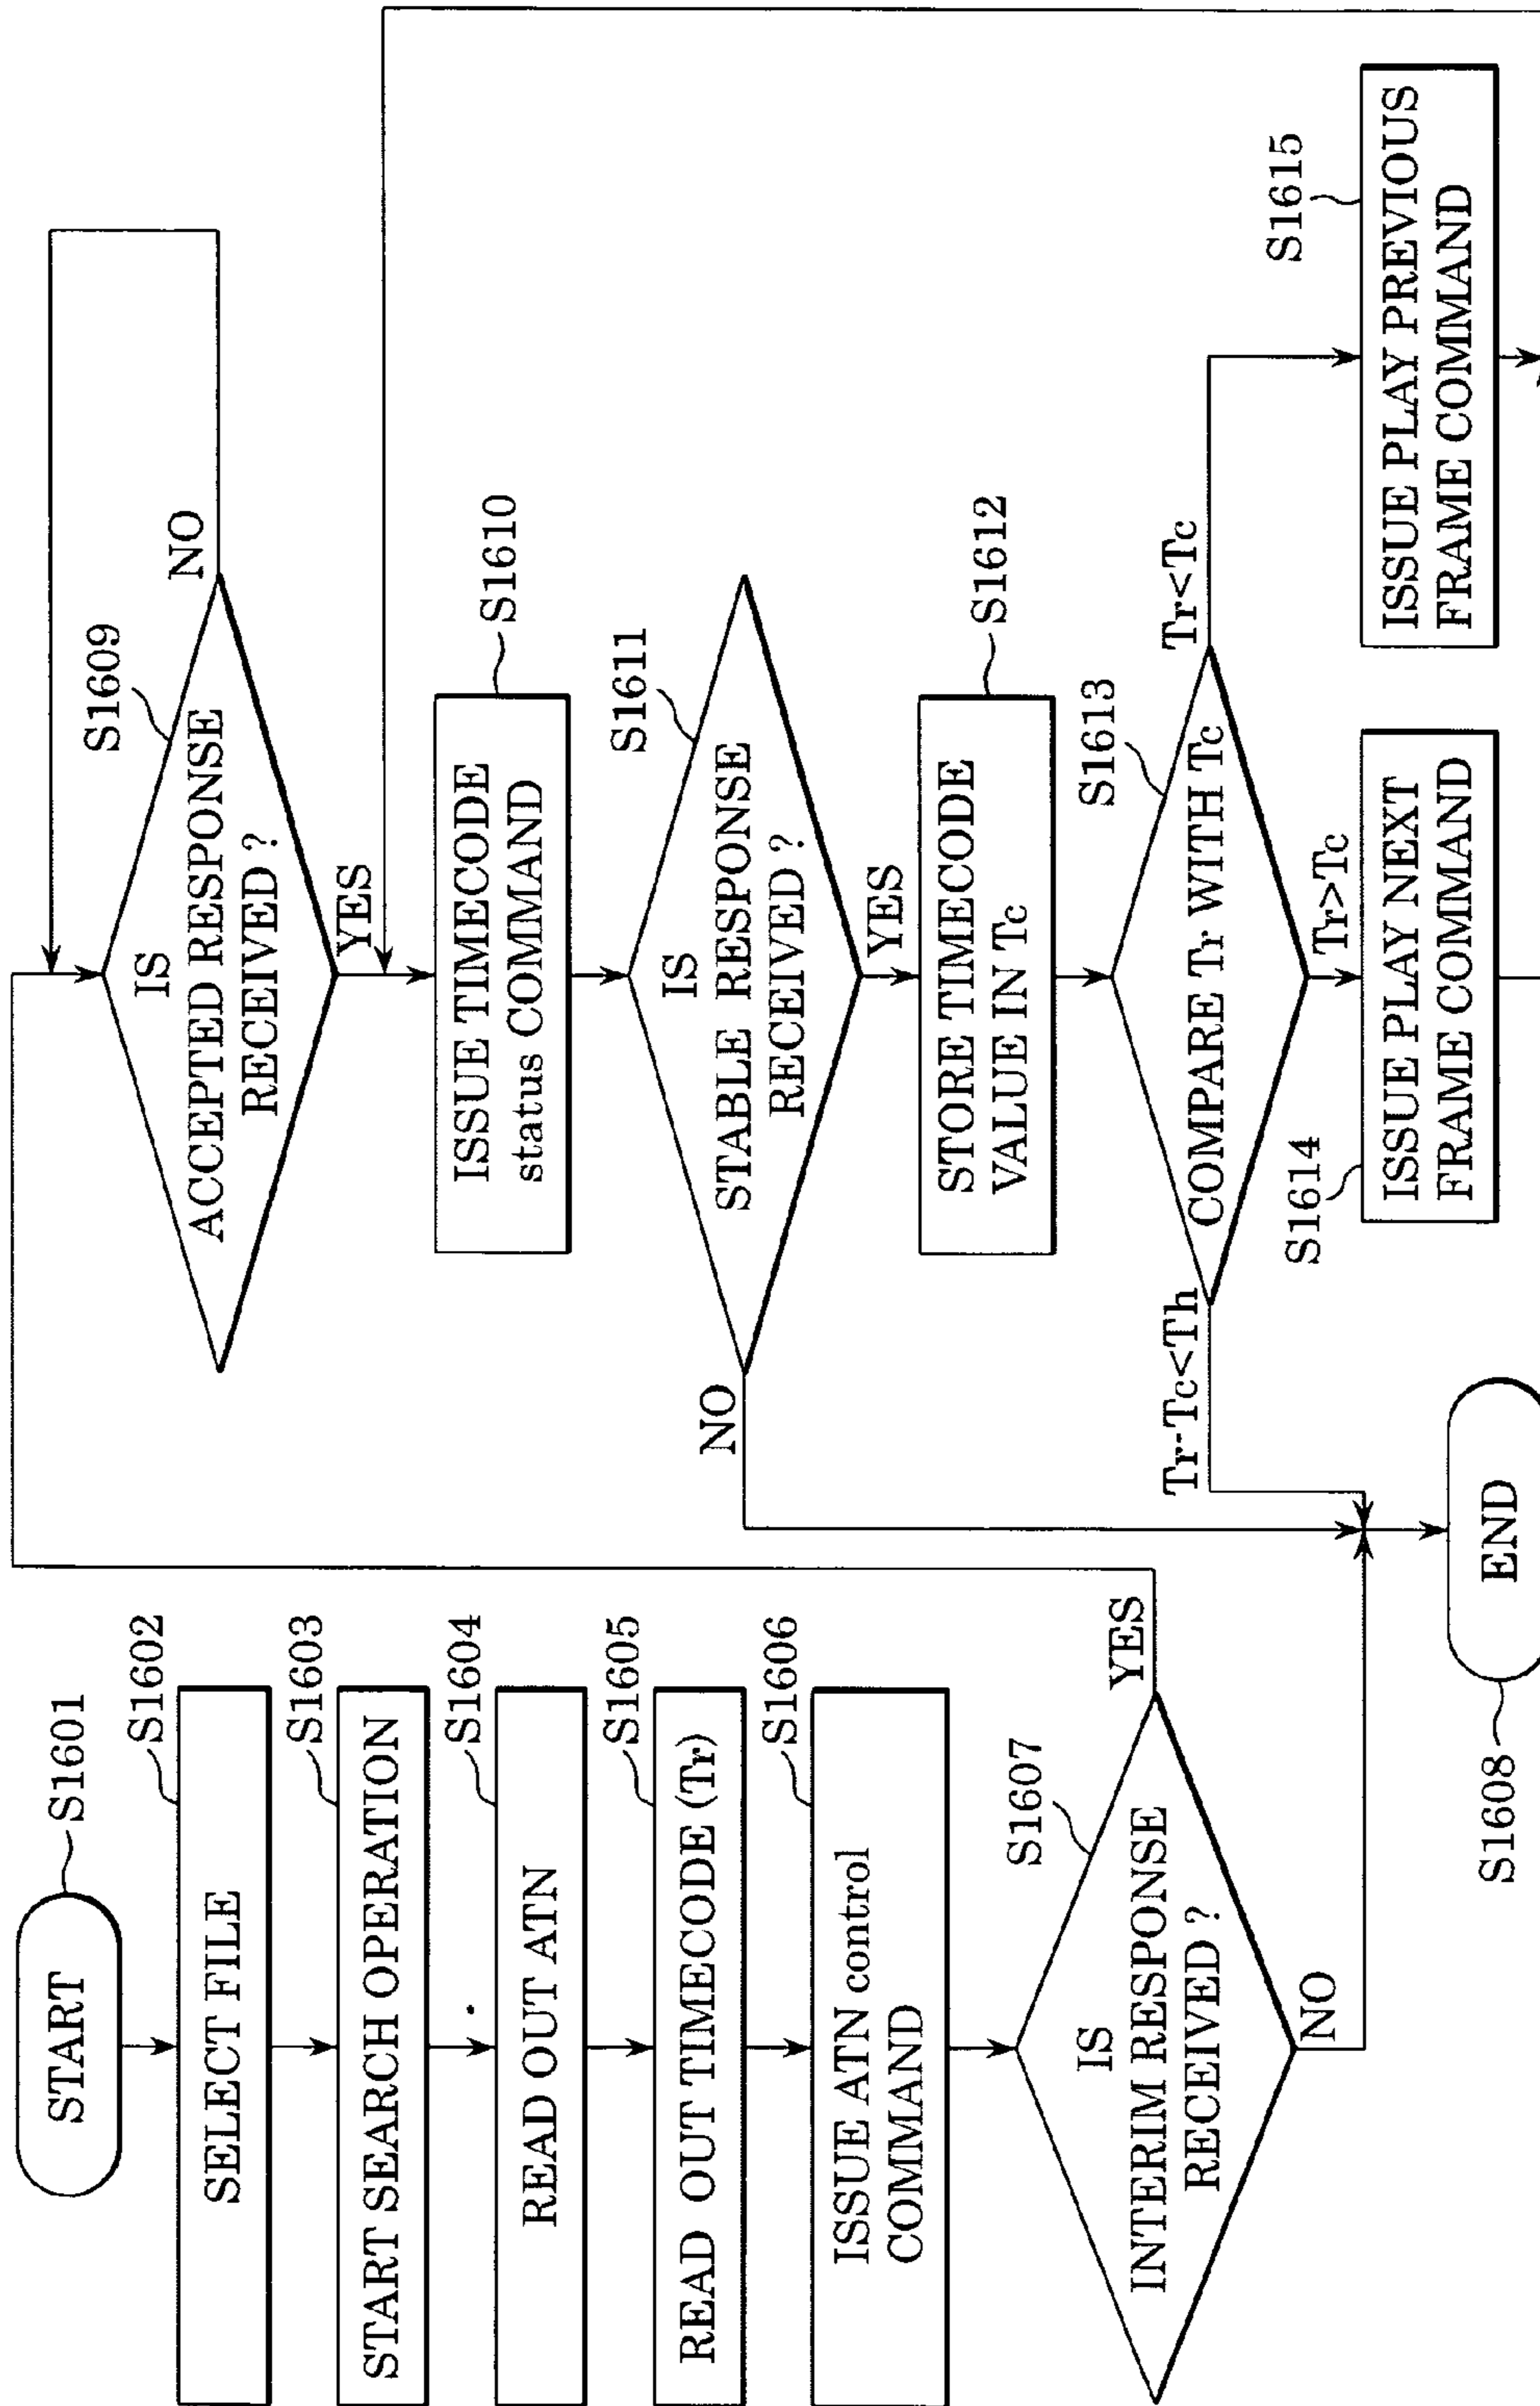 START
S1601
SELECT FILE
S1602
START SEARCH OPERATION
S1603
READ OUT ATN
S1604
READ OUT TIMECODE (Tr)
S1605
ISSUE ATN control
COMMAND
S1606
IS
INTERIM RESPONSE
RECEIVED ?
S1607
YES
NO
END
S1608
IS
ACCEPTED RESPONSE
RECEIVED ?
S1609
NO
YES
ISSUE TIMECODE
status COMMAND
S1610
IS
STABLE RESPONSE
RECEIVED ?
S1611
NO
YES
STORE TIMECODE
VALUE IN Tc
S1612
COMPARE Tr WITH Tc
S1613
Tr-Tc<Th
Tr>Tc
Tr<Tc
S1614
ISSUE PLAY NEXT
FRAME COMMAND
S1615
ISSUE PLAY PREVIOUS
FRAME COMMAND